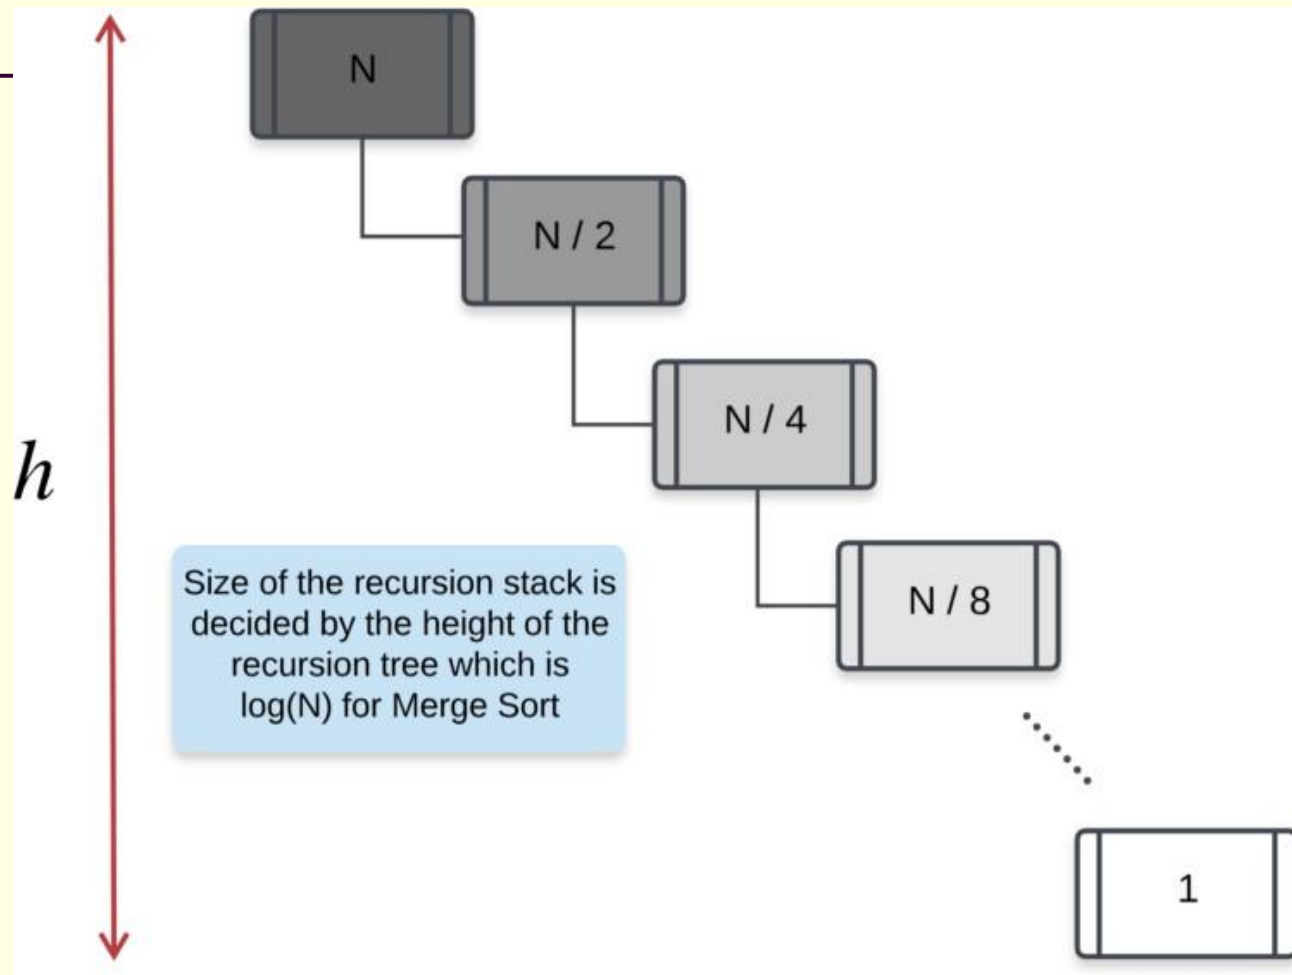 N
N / 2
N / 4
h
N / 8
Size of the recursion stack is
decided by the height of the
recursion tree which is
log(N) for Merge Sort
1